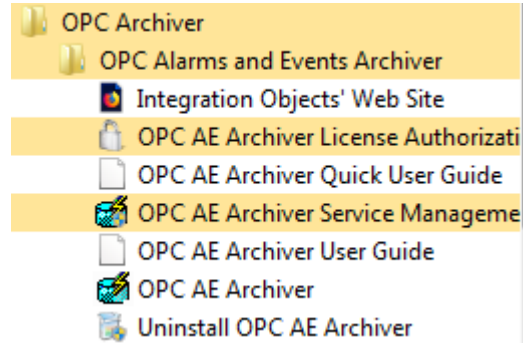 OPC Archiver
OPC Alarms and Events Archiver
Integration Objects' Web Site
OPC AE Archiver License Authorizati
OPC AE Archiver Quick User Guide
OPC AE Archiver Service Manageme
OPC AE Archiver User Guide
OPC AE Archiver
Uninstall OPC AE Archiver